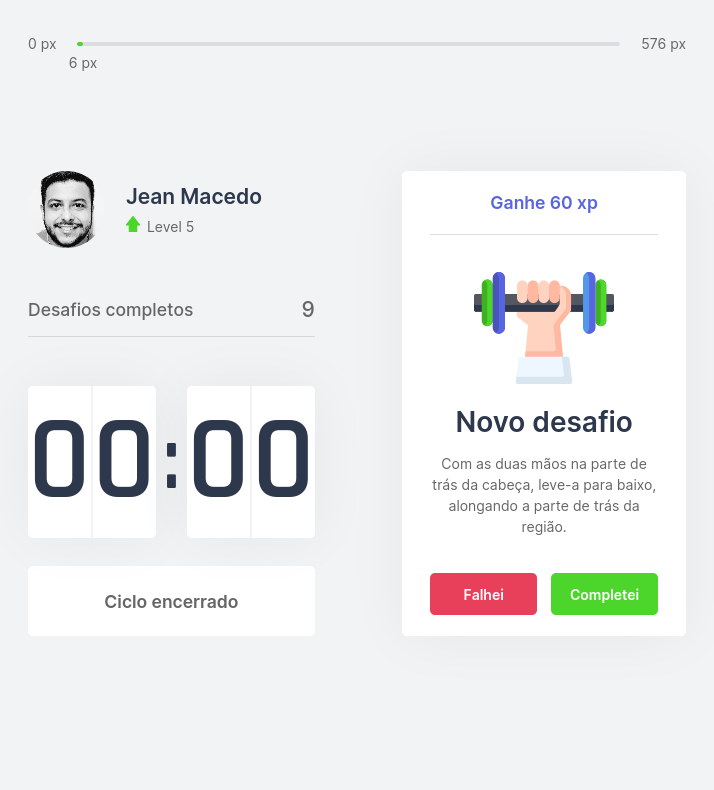 0 px
576 px
6 px
Jean Macedo
Level 5
Desafios completos
9
00:00
Ciclo encerrado
Ganhe 60 xp
Novo desafio
Com as duas mãos na parte de
trás da cabeça, leve-a para baixo,
alongando a parte de trás da
região.
Falhei
Completei